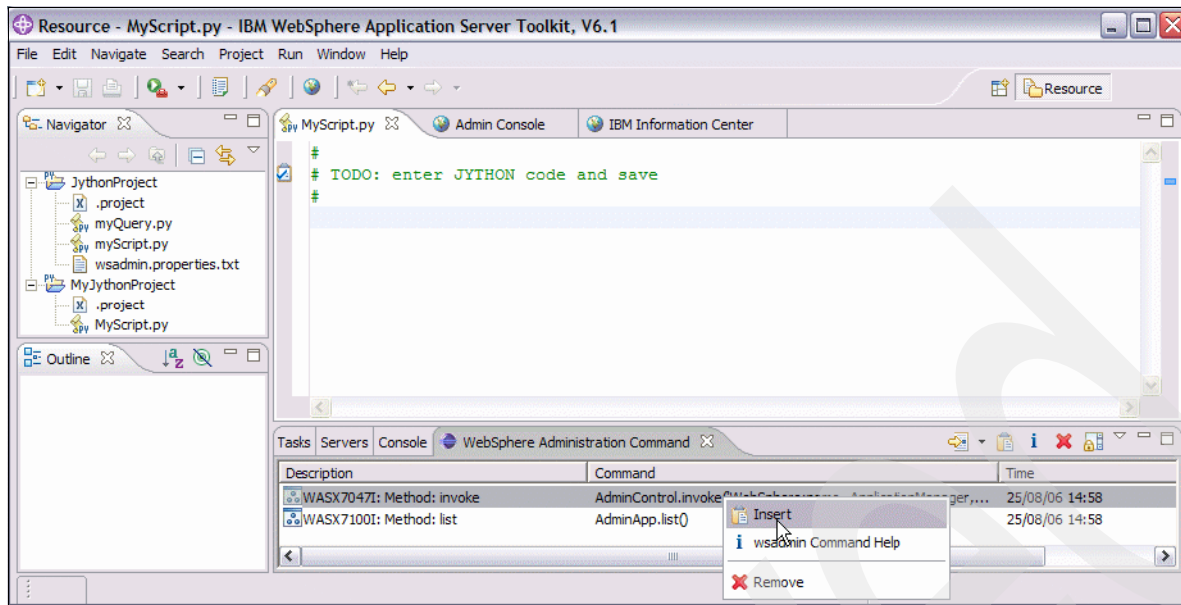 Resource - MyScript.py - IBM WebSphere Application Server Toolkit, V6.1
File Edit Navigate Search Project Run Window Help
Resource
Navigator
MyScript.py
Admin Console
IBM Information Center
JythonProject
.project
myQuery.py
myScript.py
wsadmin.properties.txt
MyJythonProject
.project
MyScript.py
#
# TODO: enter JYTHON code and save
#
Outline
Tasks Servers Console WebSphere Administration Command
Description Command Time
WASX7047I: Method: invoke AdminControl.invoke( 25/08/06 14:58
WASX7100I: Method: list AdminApp.list() 25/08/06 14:58
Insert
wsadmin Command Help
Remove